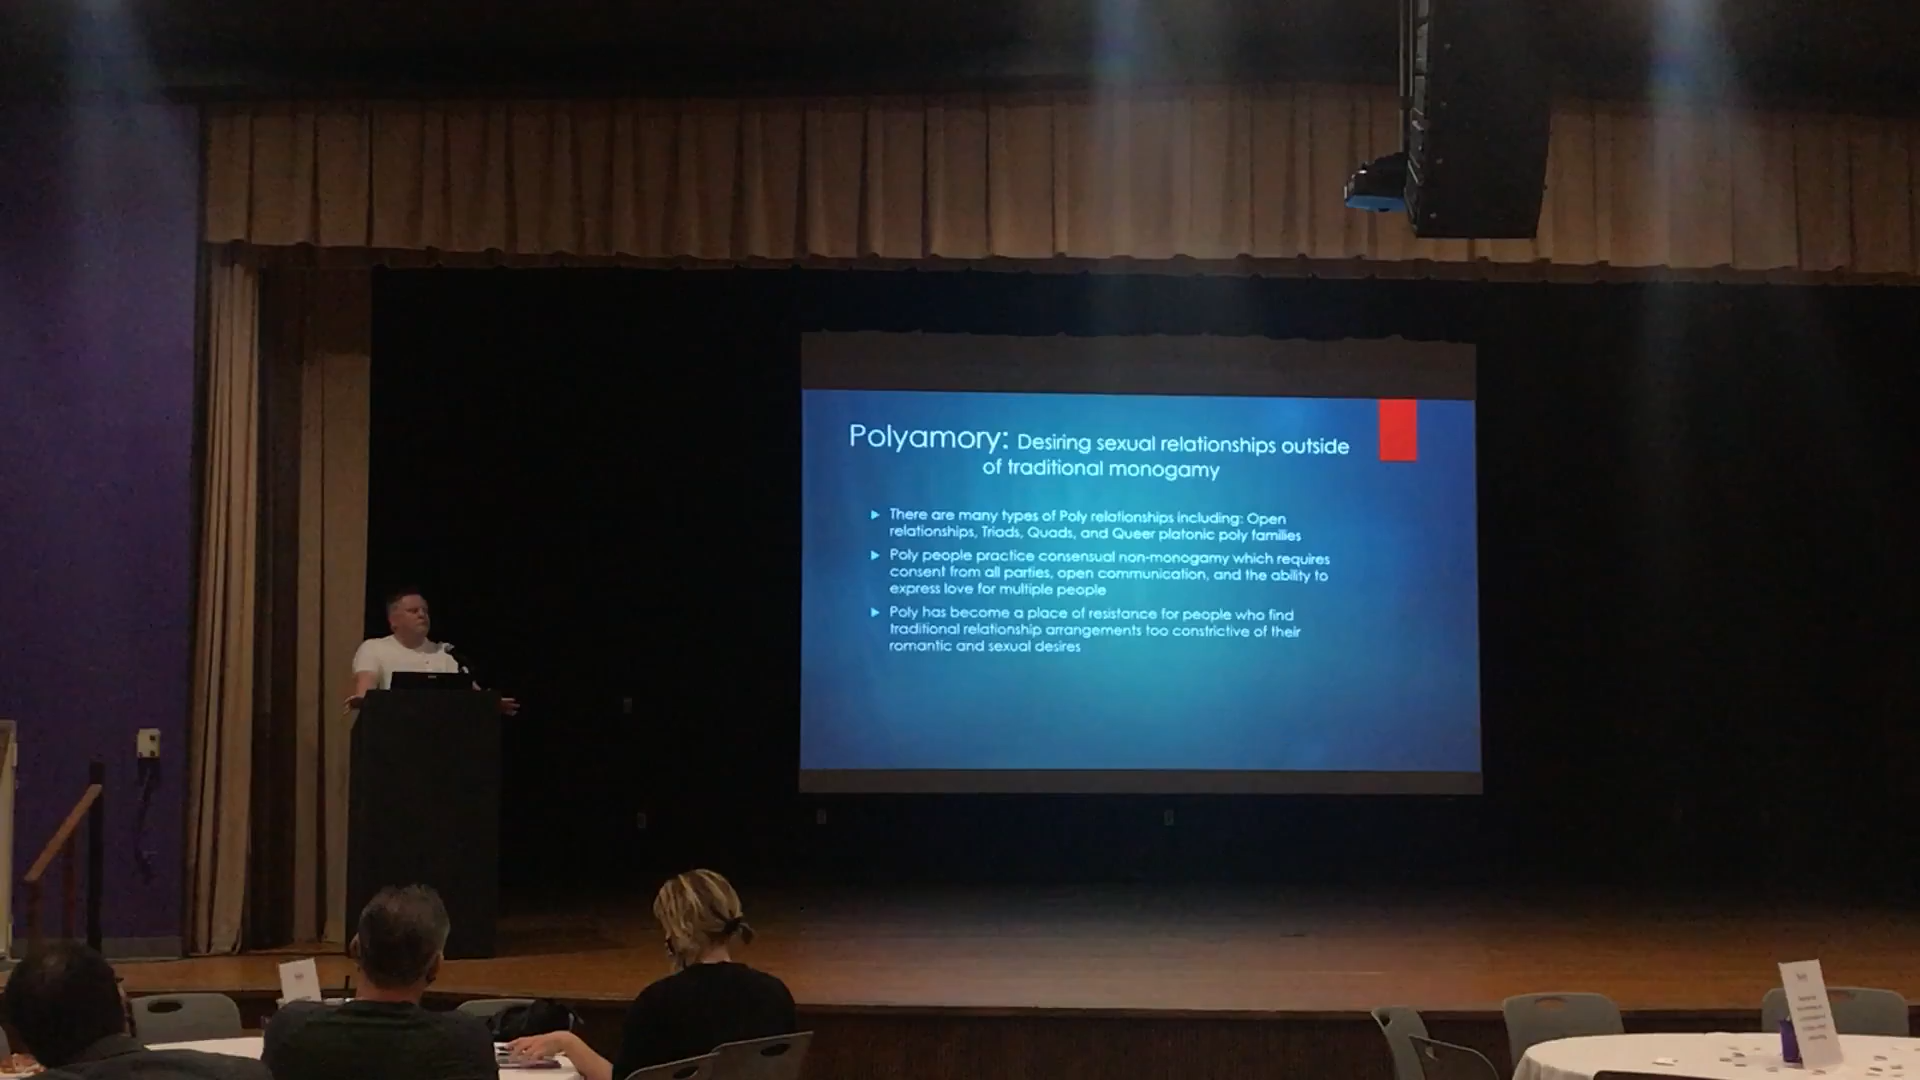 Polyamory: Desiring sexual relationships outside
of traditional monogamy
There are many types of Poly relationships including: Open
relationships, Triads, Quads, and Queer platonic poly families
Poly people practice consensual non-monogamy which requires
consent from all parties, open communication, and the ability to
express love for multiple people
Poly has become a place of resistance for people who find
traditional relationship arrangements too constrictive of their
romantic and sexual desires